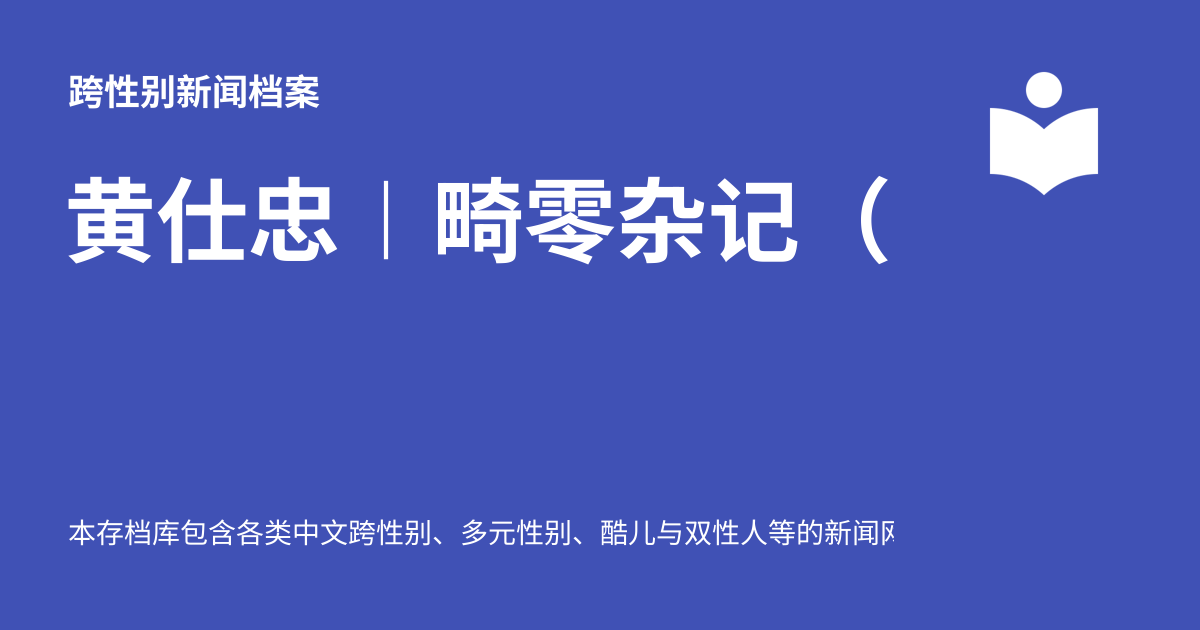 跨性别新闻档案
黄仕忠｜畸零杂记（
本存档库包含各类中文跨性别、多元性别、酷儿与双性人等的新闻